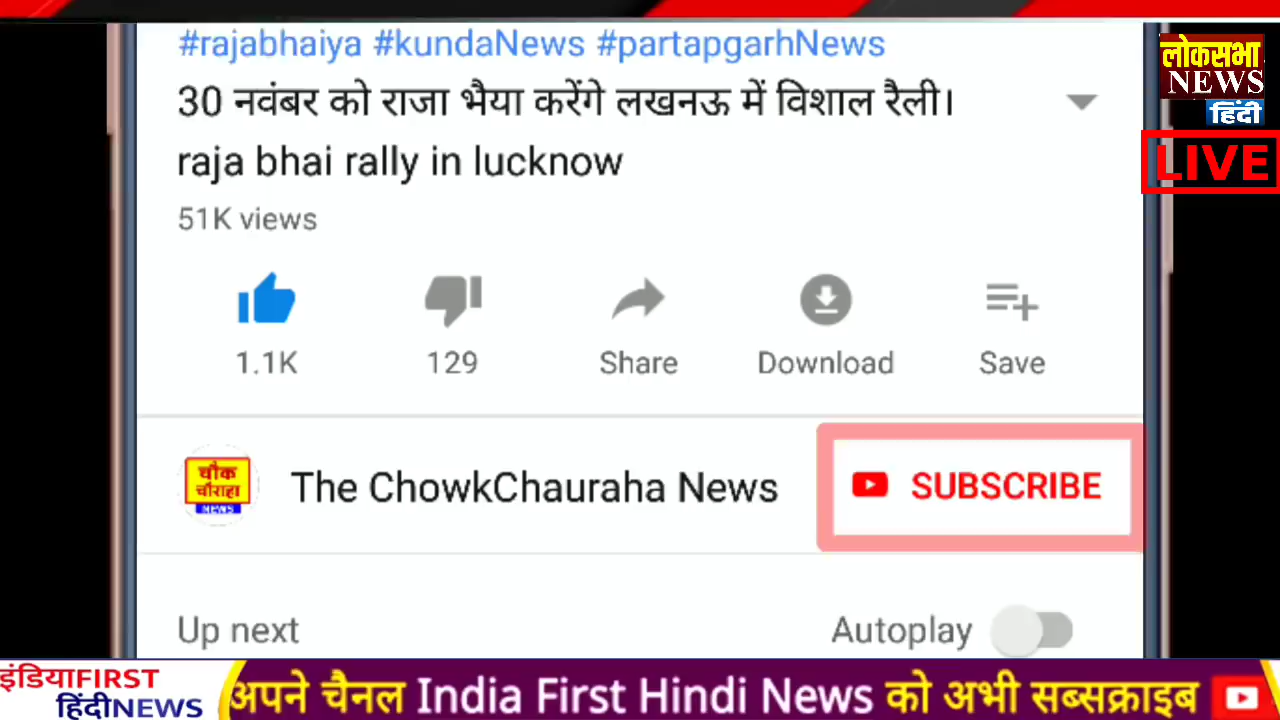 #rajabhaiya #kundaNews #partapgarhNews
30 नवंबर को राजा भैया करेंगे लखनऊ में विशाल रैली।
raja bhai rally in lucknow
51K views
1.1K
129
Share
Download
Save
चौक
चौराहा
NEWS
The ChowkChauraha News
SUBSCRIBE
Up next
Autoplay
लोकसभा
NEWS
हिंदी
LIVE
इंडियाFIRST
हिंदीNEWS
अपने चैनल India First Hindi News को अभी सब्सक्राइब